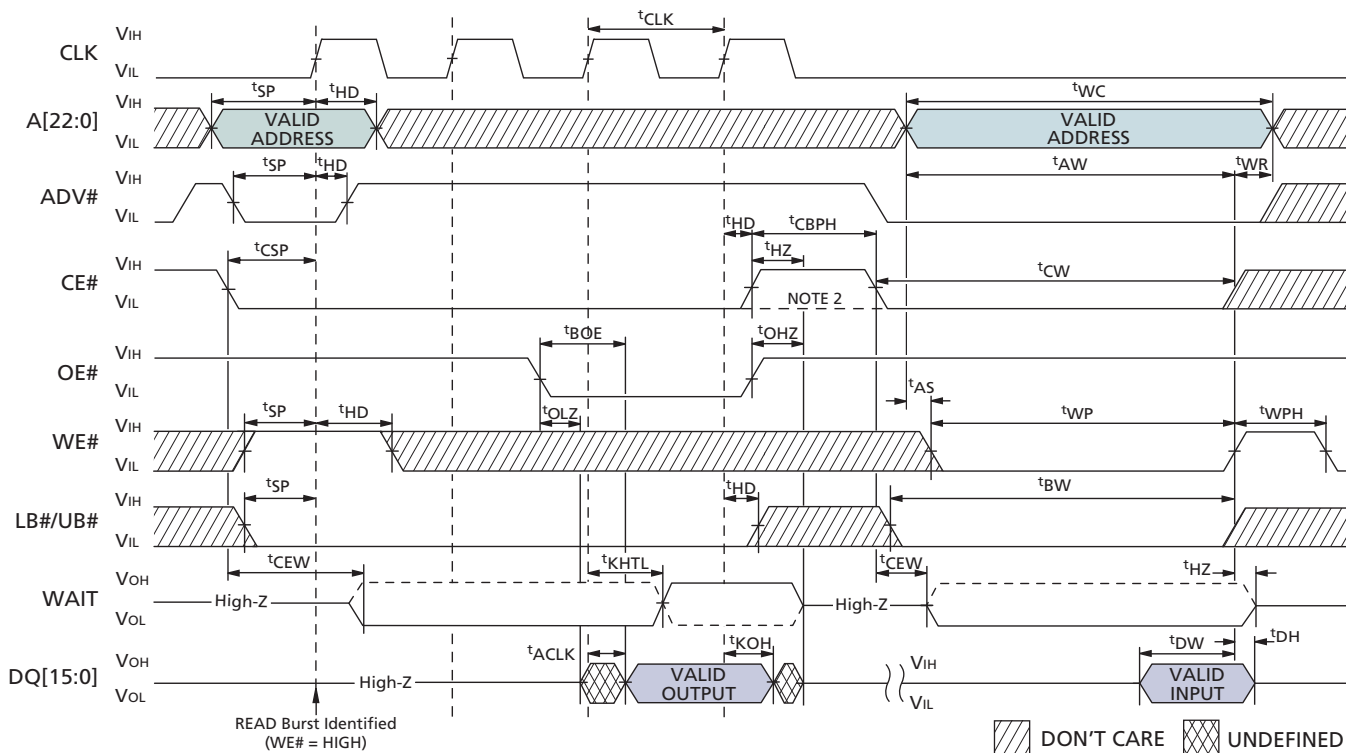 tCLK
VIH
CLK
VIL
tSP tHD tWC
VIH
A[22:0] VALID ADDRESS VALID ADDRESS
VIL
tSP tHD tAW tWR
VIH
ADV#
VIL
tHD tCBPH
tCSP tHZ
VIH
CE# tCW
VIL NOTE 2
tBOE tOHZ
VIH
OE#
VIL
tAS
tSP tHD tOLZ tWP tWPH
VIH
WE#
VIL
tSP tHD tBW
VIH
LB#/UB#
VIL
tCEW tKHTL tCEW tHZ
VOH
WAIT High-Z High-Z
VOL
tACLK tKOH tDW tDH
VOH VIH
DQ[15:0] High-Z VALID OUTPUT VALID INPUT
VOL VIL
READ Burst Identified
(WE# = HIGH)
DON'T CARE UNDEFINED